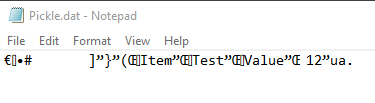 Pickle.dat - Notepad
File Edit Format View Help
€▯•#       ]”}”(Œ▯Item”Œ▯Test”Œ▯Value”Œ 12”ua.